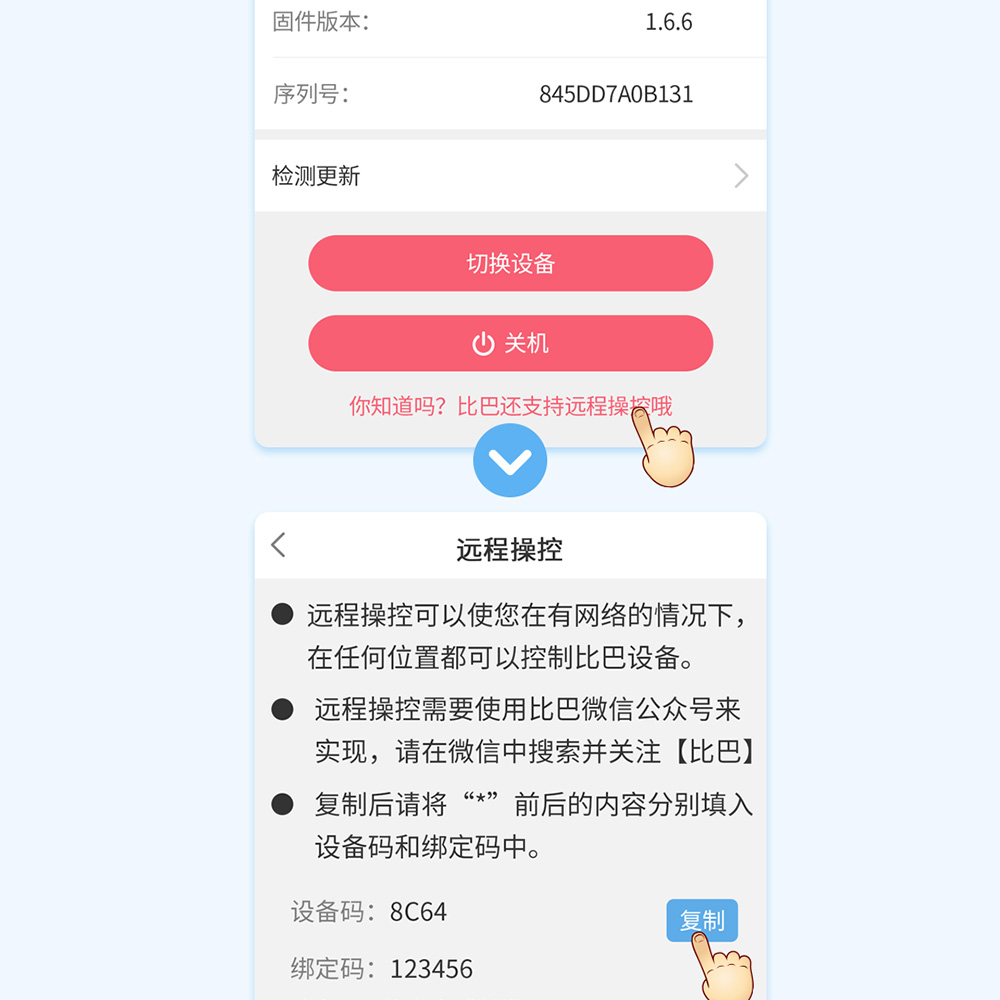 固件版本： 1.6.6
序列号： 845DD7A0B131
检测更新
切换设备
关机
你知道吗？比巴还支持远程操控哦
远程操控
● 远程操控可以使您在有网络的情况下，
在任何位置都可以控制比巴设备。
● 远程操控需要使用比巴微信公众号来
实现，请在微信中搜索并关注【比巴】
● 复制后请将“*”前后的内容分别填入
设备码和绑定码中。
设备码：8C64
复制
绑定码：123456